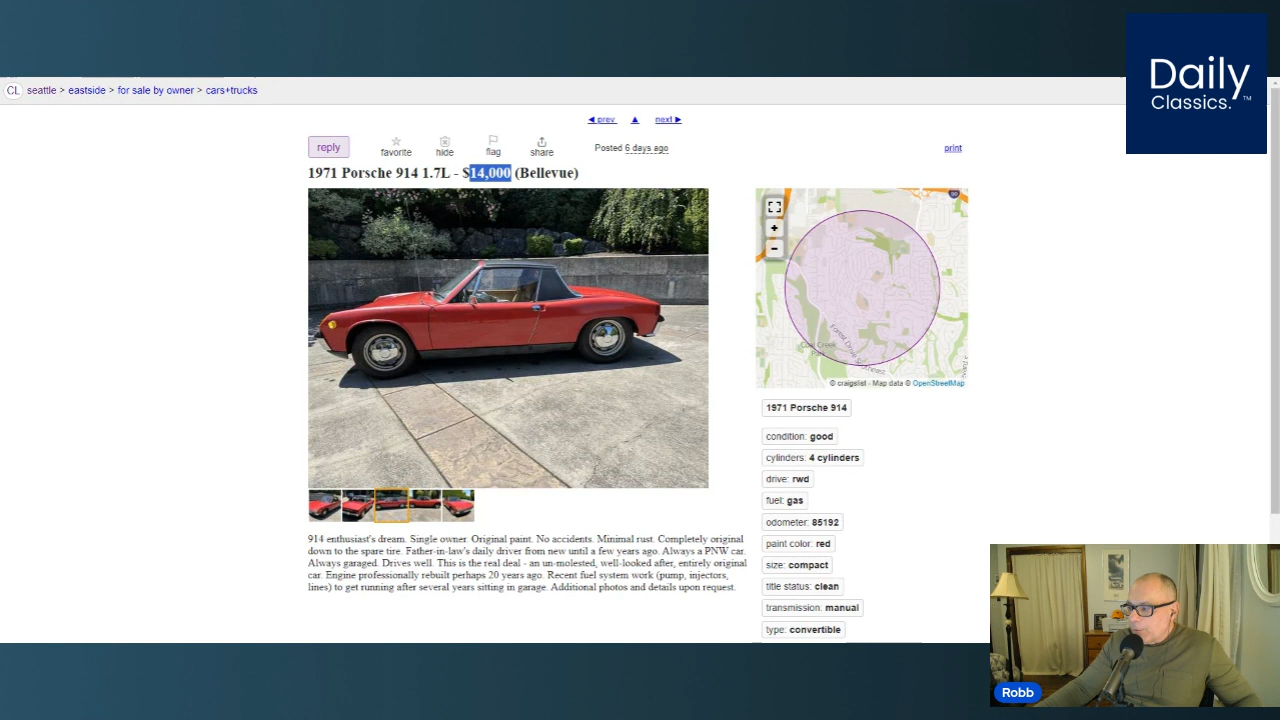 Daily
Classics.™
CL seattle > eastside > for sale by owner > cars+trucks
◄ prev ▲ next ►
reply
favorite
hide
flag
share
Posted 6 days ago
print
1971 Porsche 914 1.7L - $14,000 (Bellevue)
+
−
Forest Drive Southeast
Coal Creek
Park
© craigslist - Map data © OpenStreetMap
1971 Porsche 914
condition: good
cylinders: 4 cylinders
drive: rwd
fuel: gas
odometer: 85192
paint color: red
size: compact
title status: clean
transmission: manual
type: convertible
914 enthusiast's dream. Single owner. Original paint. No accidents. Minimal rust. Completely original
down to the spare tire. Father-in-law's daily driver from new until a few years ago. Always a PNW car.
Always garaged. Drives well. This is the real deal - an un-molested, well-looked after, entirely original
car. Engine professionally rebuilt perhaps 20 years ago. Recent fuel system work (pump, injectors,
lines) to get running after several years sitting in garage. Additional photos and details upon request.
Robb